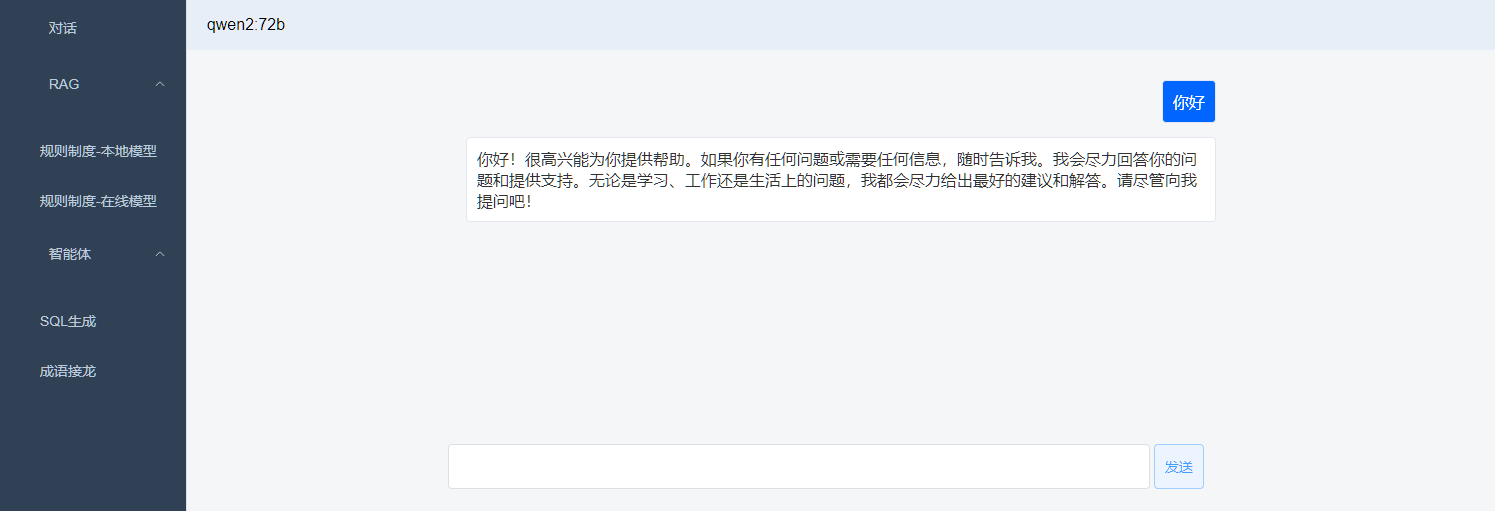 对话
RAG
规则制度-本地模型
规则制度-在线模型
智能体
SQL生成
成语接龙
qwen2:72b
你好
你好！很高兴能为你提供帮助。如果你有任何问题或需要任何信息，随时告诉我。我会尽力回答你的问
题和提供支持。无论是学习、工作还是生活上的问题，我都会尽力给出最好的建议和解答。请尽管向我
提问吧！
发送